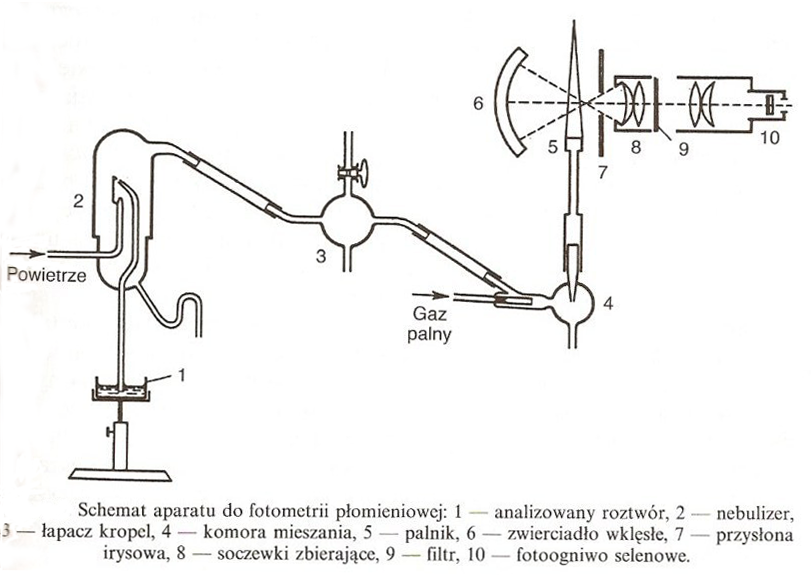 6
5
7
8
9
10
2
3
Powietrze
Gaz
palny
4
1
Schemat aparatu do fotometrii płomieniowej: 1 — analizowany roztwór, 2 — nebulizer,
3 — łapacz kropel, 4 — komora mieszania, 5 — palnik, 6 — zwierciadło wklęsłe, 7 — przysłona
irysowa, 8 — soczewki zbierające, 9 — filtr, 10 — fotoogniwo selenowe.